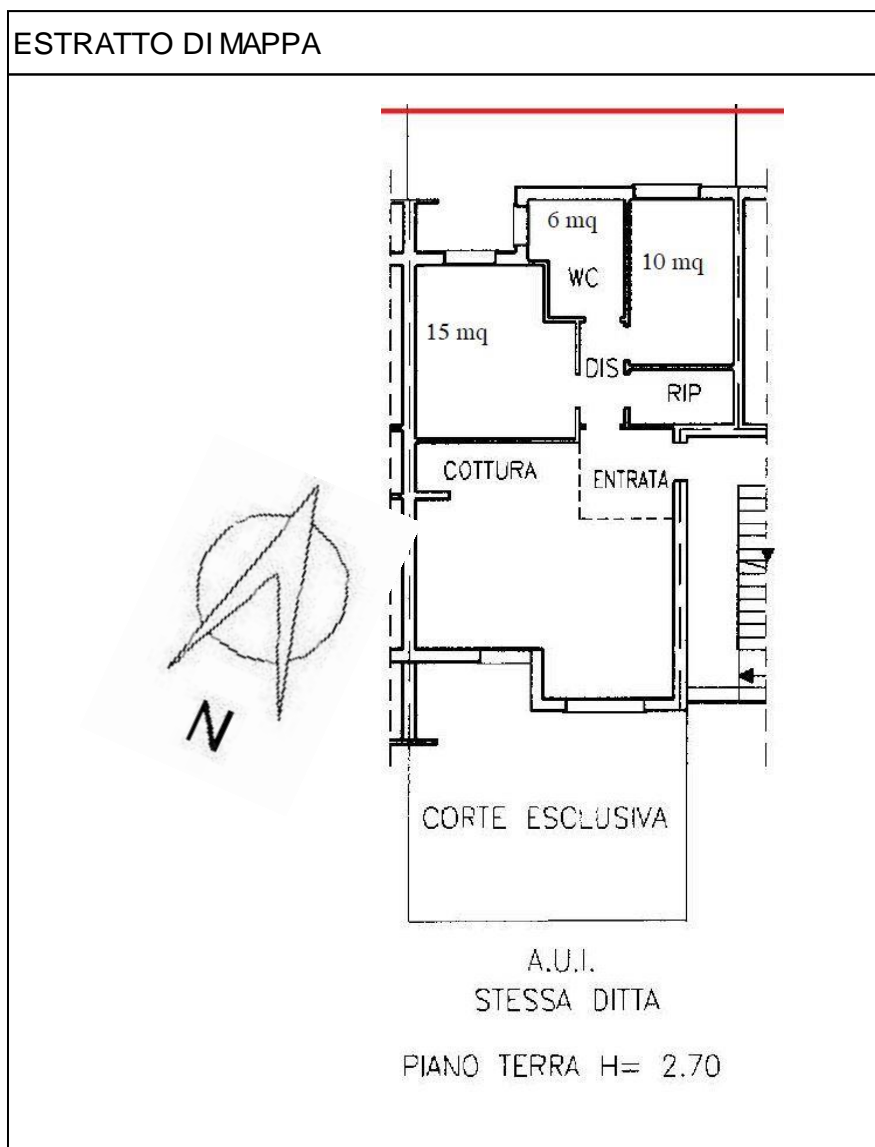 ESTRATTO DI MAPPA
6 mq
10 mq
WC
15 mq
DIS
RIP
COTTURA
ENTRATA
N
CORTE ESCLUSIVA
A.U.I.
STESSA DITTA
PIANO TERRA H= 2.70